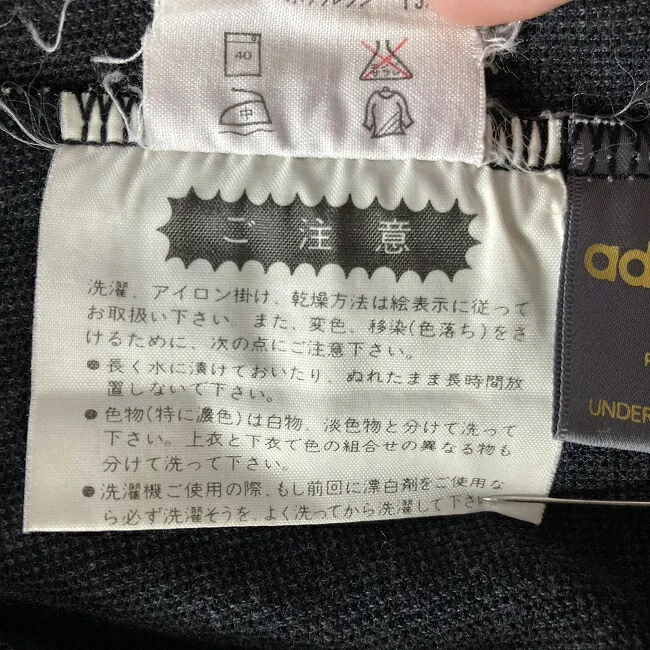 40
エンソサラシ
中
ご注意
洗濯、アイロン掛け、乾燥方法は絵表示に従って
お取扱い下さい。また、変色、移染(色落ち)をさ
けるために、次の点にご注意下さい。
●長く水に漬けておいたり、ぬれたまま長時間放
置しないで下さい。
●色物(特に濃色)は白物、淡色物と分けて洗って
下さい。上衣と下衣で色の組合せの異なる物も
分けて洗って下さい。
●洗濯機ご使用の際、もし前回に漂白剤をご使用な
ら必ず洗濯そうを、よく洗ってから洗濯して下さい
ad
UNDER